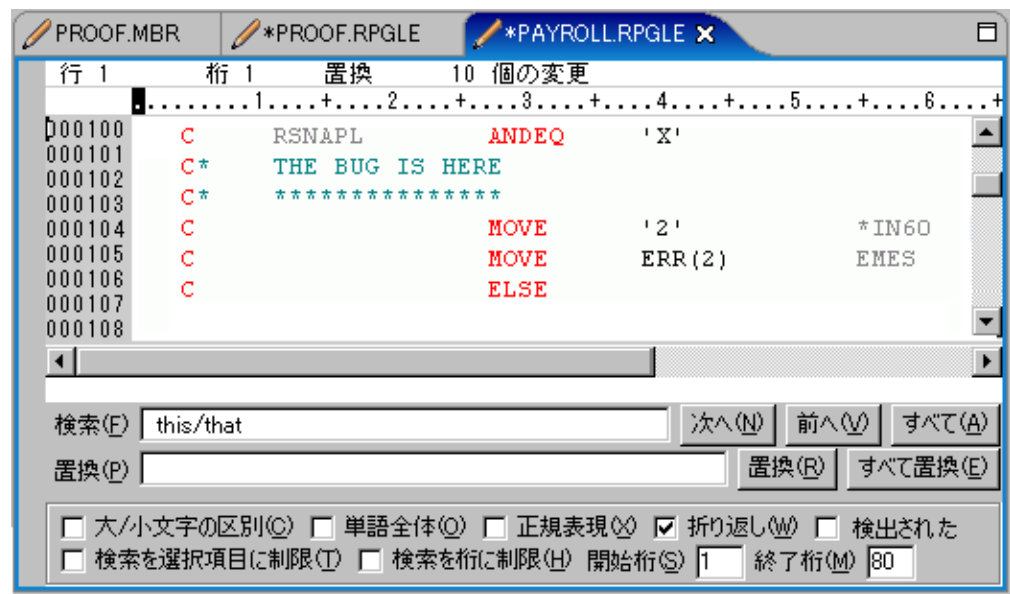 PROOF.MBR *PROOF.RPGLE *PAYROLL.RPGLE
行 1 桁 1 置換 10 個の変更
.........1....+....2....+....3....+....4....+....5....+....6....+
000100 C RSNAPL ANDEQ 'X'
000101 C* THE BUG IS HERE
000102
000103 C* ***************
000104 C MOVE '2' *IN60
000105 C MOVE ERR(2) EMES
000106 C ELSE
000107
000108
検索(F) this/that 次へ(N) 前へ(V) すべて(A)
置換(P) 置換(R) すべて置換(E)
大/小文字の区別(C) 単語全体(O) 正規表現(X) 折り返し(W) 検出された
検索を選択項目に制限(T) 検索を桁に制限(H) 開始桁(S) 1 終了桁(M) 80